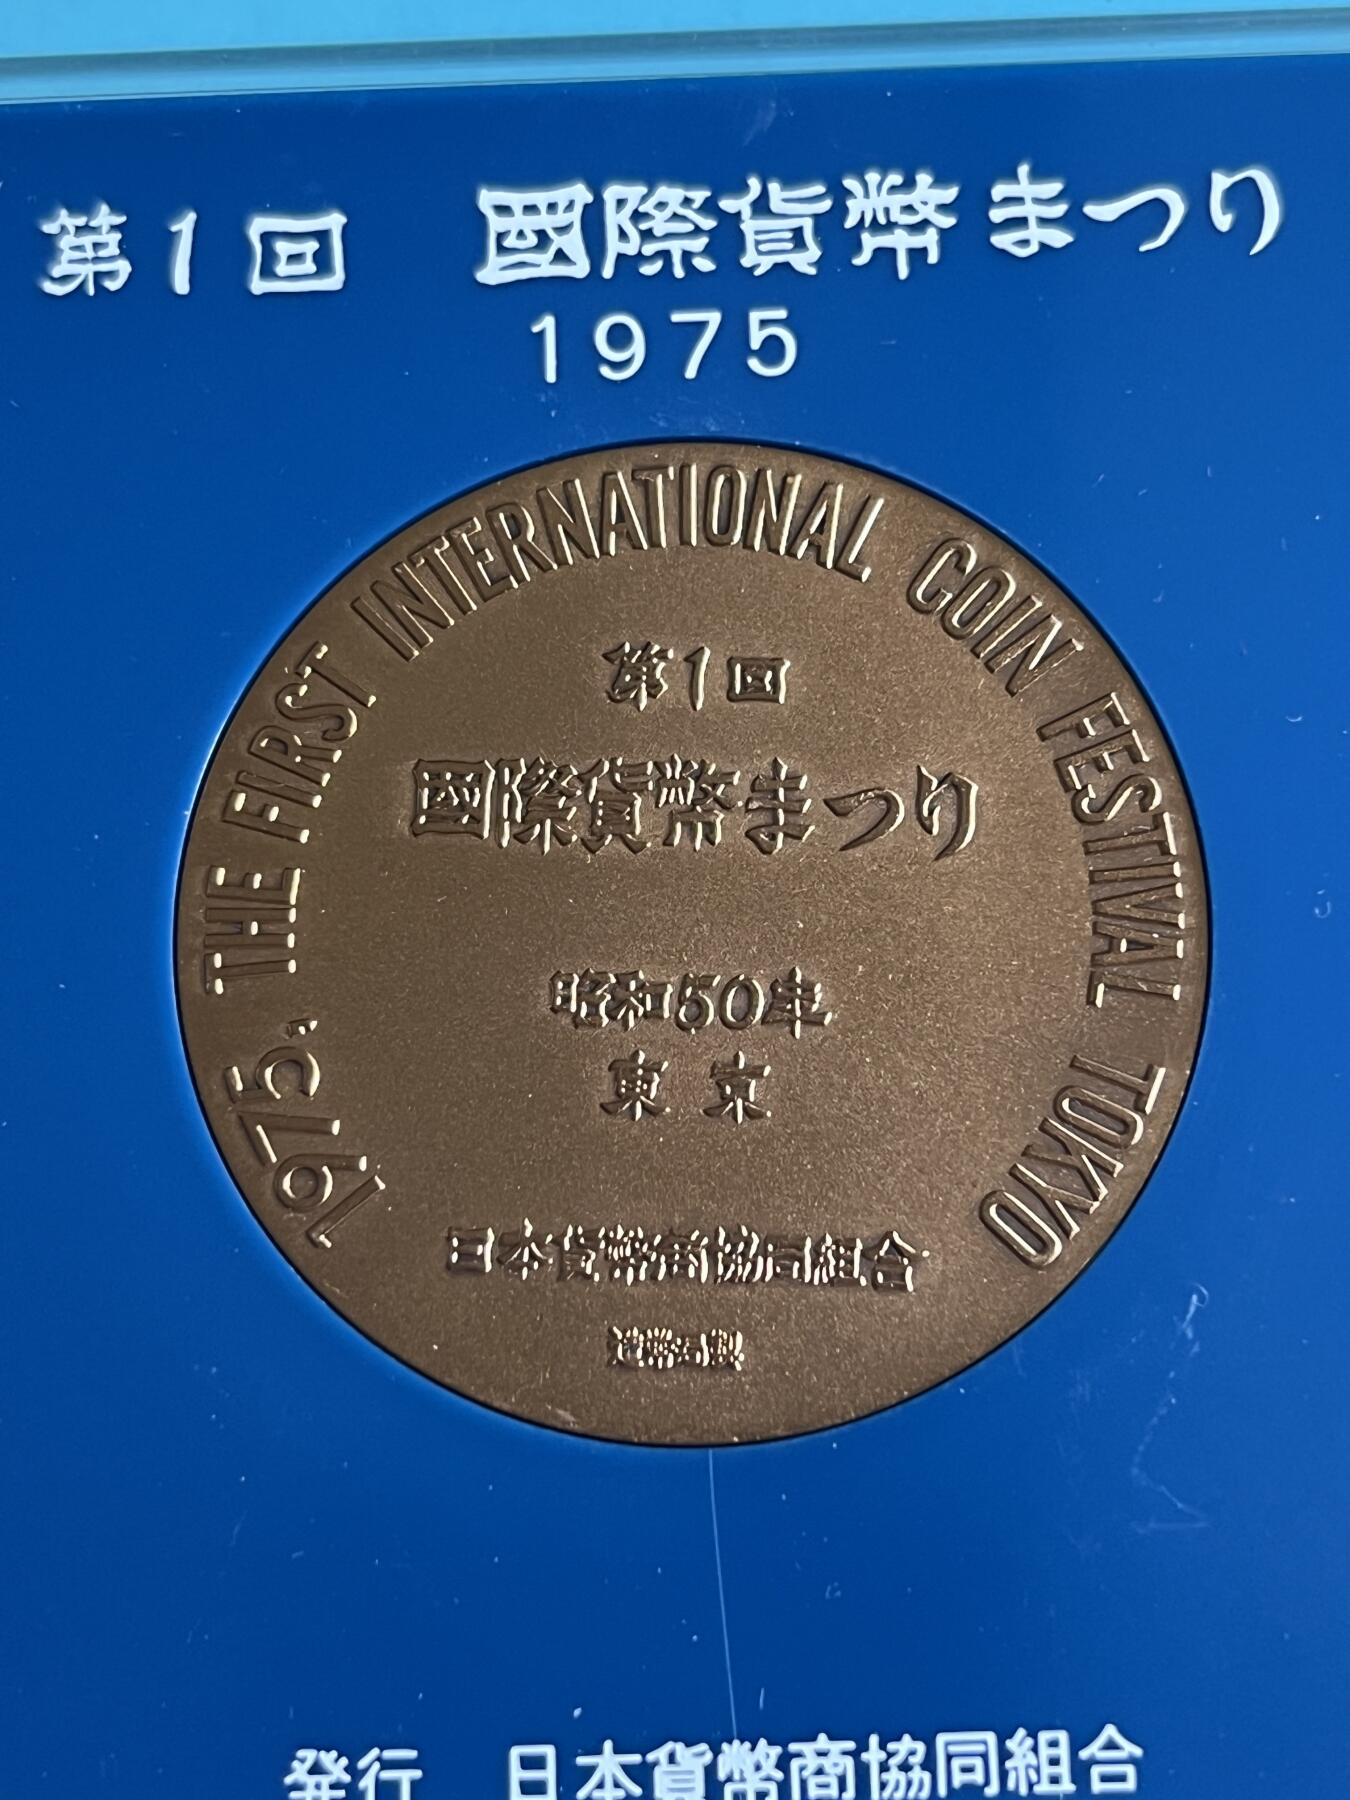 第1回 國際貨幣まつり
1975
1975, THE FIRST INTERNATIONAL COIN FESTIVAL TOKYO
第1回
國際貨幣まつり
昭和50年
東京
日本貨幣商協同組合
造幣局製
発行 日本貨幣商協同組合